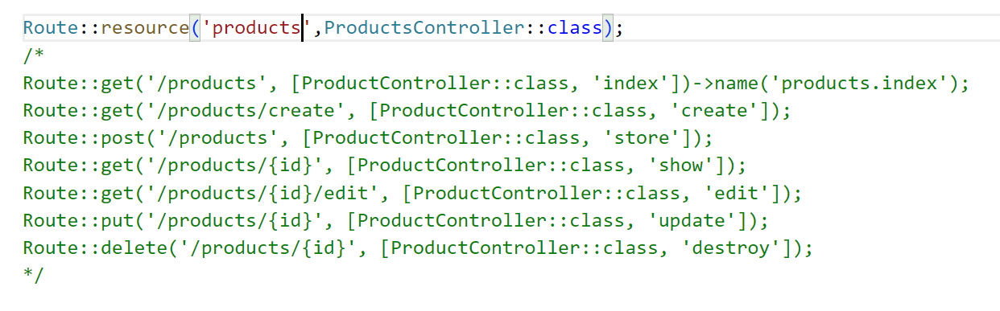 Route::resource('products',ProductsController::class);
/*
Route::get('/products', [ProductController::class, 'index'])->name('products.index');
Route::get('/products/create', [ProductController::class, 'create']);
Route::post('/products', [ProductController::class, 'store']);
Route::get('/products/{id}', [ProductController::class, 'show']);
Route::get('/products/{id}/edit', [ProductController::class, 'edit']);
Route::put('/products/{id}', [ProductController::class, 'update']);
Route::delete('/products/{id}', [ProductController::class, 'destroy']);
*/